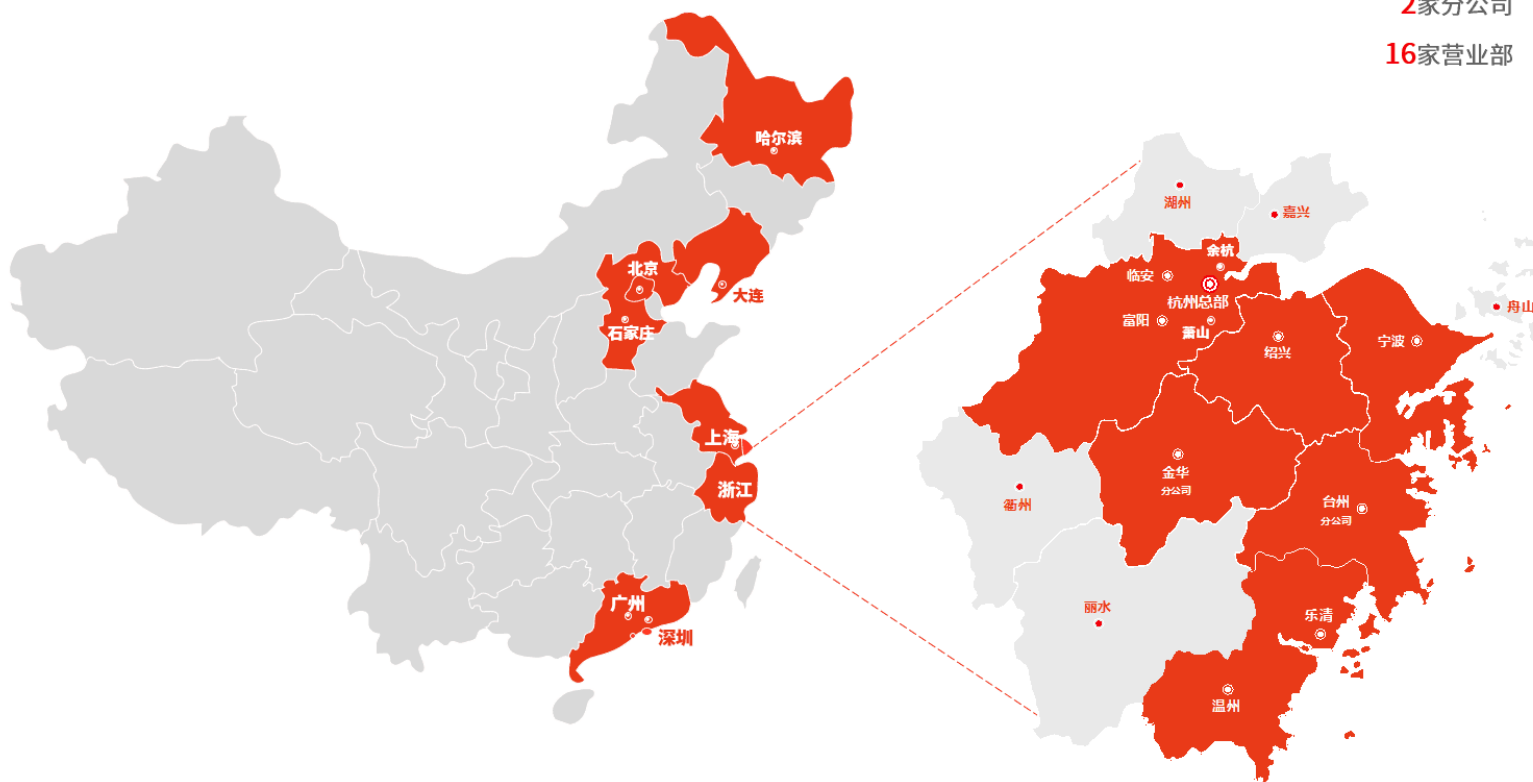 2家分公司
16家营业部
哈尔滨
北京
大连
石家庄
上海
浙江
广州
深圳
湖州
嘉兴
余杭
临安
杭州总部
舟山
富阳
萧山
绍兴
宁波
金华
分公司
衢州
台州
分公司
丽水
乐清
温州